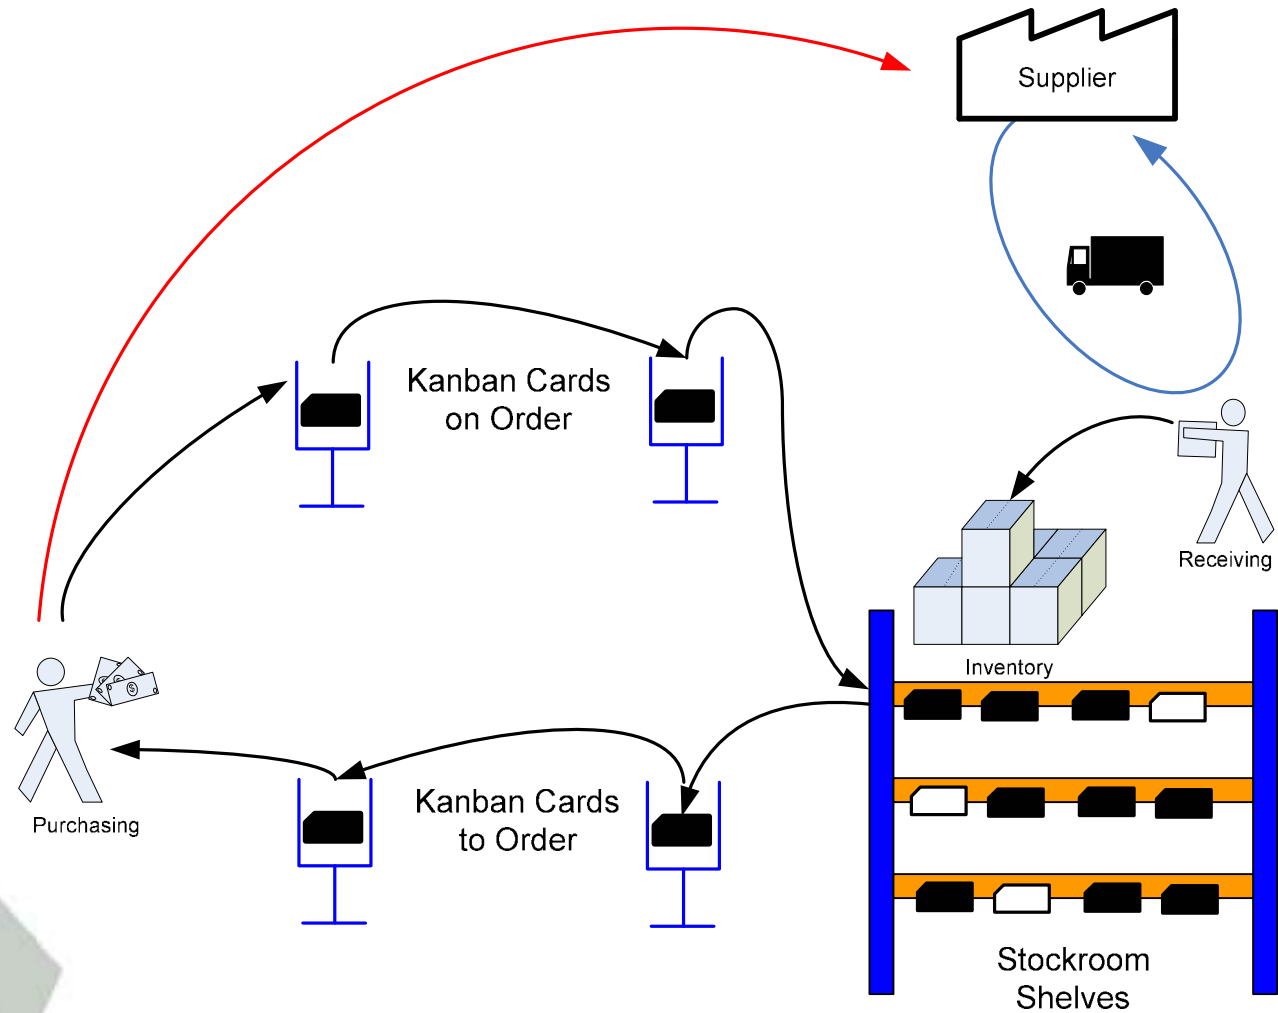 Supplier
Kanban Cards
on Order
Receiving
Inventory
Kanban Cards
to Order
Purchasing
Stockroom
Shelves